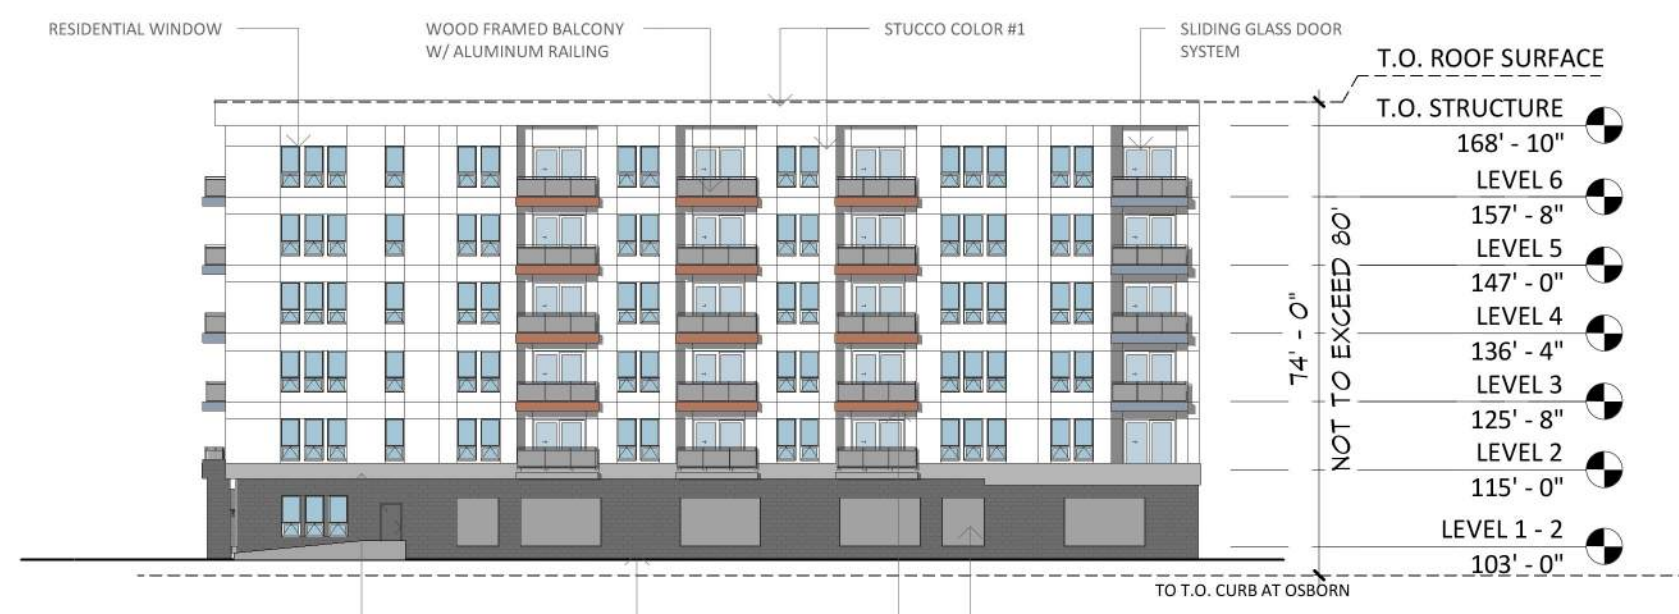 RESIDENTIAL WINDOW
WOOD FRAMED BALCONY
W/ ALUMINUM RAILING
STUCCO COLOR #1
SLIDING GLASS DOOR
SYSTEM
T.O. ROOF SURFACE
T.O. STRUCTURE
168' - 10"
LEVEL 6
157' - 8"
LEVEL 5
147' - 0"
LEVEL 4
136' - 4"
LEVEL 3
125' - 8"
LEVEL 2
115' - 0"
LEVEL 1 - 2
103' - 0"
74' - 0"
NOT TO EXCEED 80'
TO T.O. CURB AT OSBORN